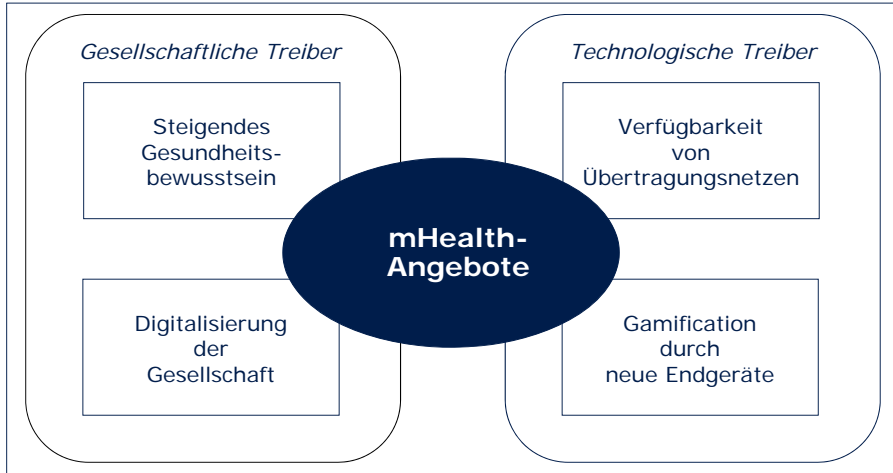 Gesellschaftliche Treiber
Steigendes
Gesundheits-
bewusstsein
Digitalisierung
der
Gesellschaft
mHealth-
Angebote
Technologische Treiber
Verfügbarkeit
von
Übertragungsnetzen
Gamification
durch
neue Endgeräte